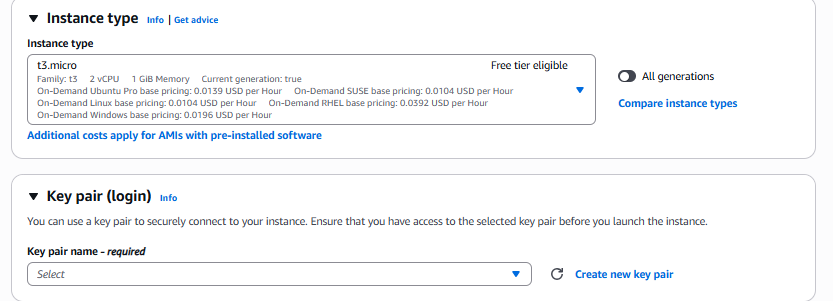 Instance type Info | Get advice
Instance type
t3.micro Free tier eligible
Family: t3 2 vCPU 1 GiB Memory Current generation: true
On-Demand Ubuntu Pro base pricing: 0.0139 USD per Hour On-Demand SUSE base pricing: 0.0104 USD per Hour
On-Demand Linux base pricing: 0.0104 USD per Hour On-Demand RHEL base pricing: 0.0392 USD per Hour
On-Demand Windows base pricing: 0.0196 USD per Hour
All generations
Compare instance types
Additional costs apply for AMIs with pre-installed software
Key pair (login) Info
You can use a key pair to securely connect to your instance. Ensure that you have access to the selected key pair before you launch the instance.
Key pair name - required
Select
Create new key pair